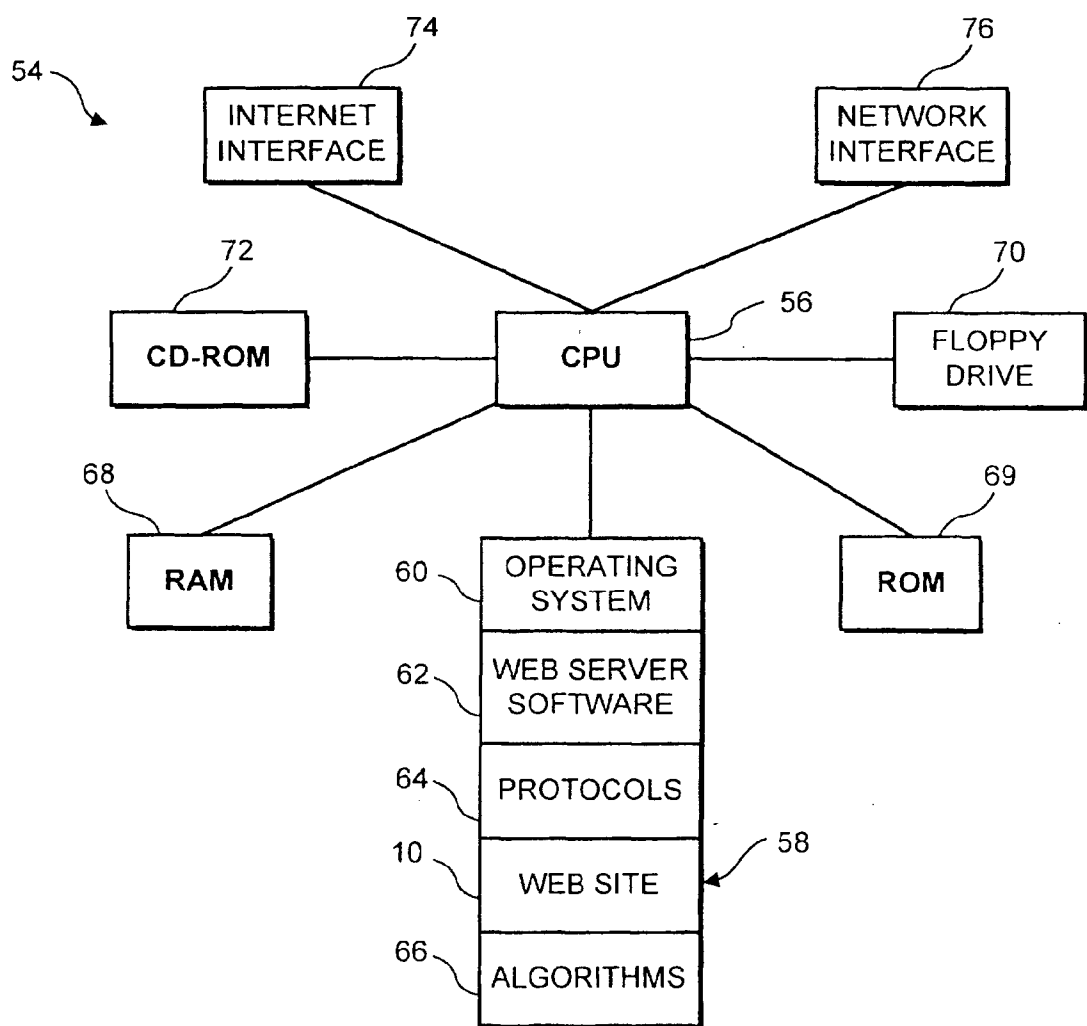 74
76
54
INTERNET
INTERFACE
NETWORK
INTERFACE
72
70
56
CD-ROM
CPU
FLOPPY
DRIVE
68
69
RAM
ROM
60
OPERATING
SYSTEM
62
WEB SERVER
SOFTWARE
64
PROTOCOLS
10
WEB SITE
58
66
ALGORITHMS